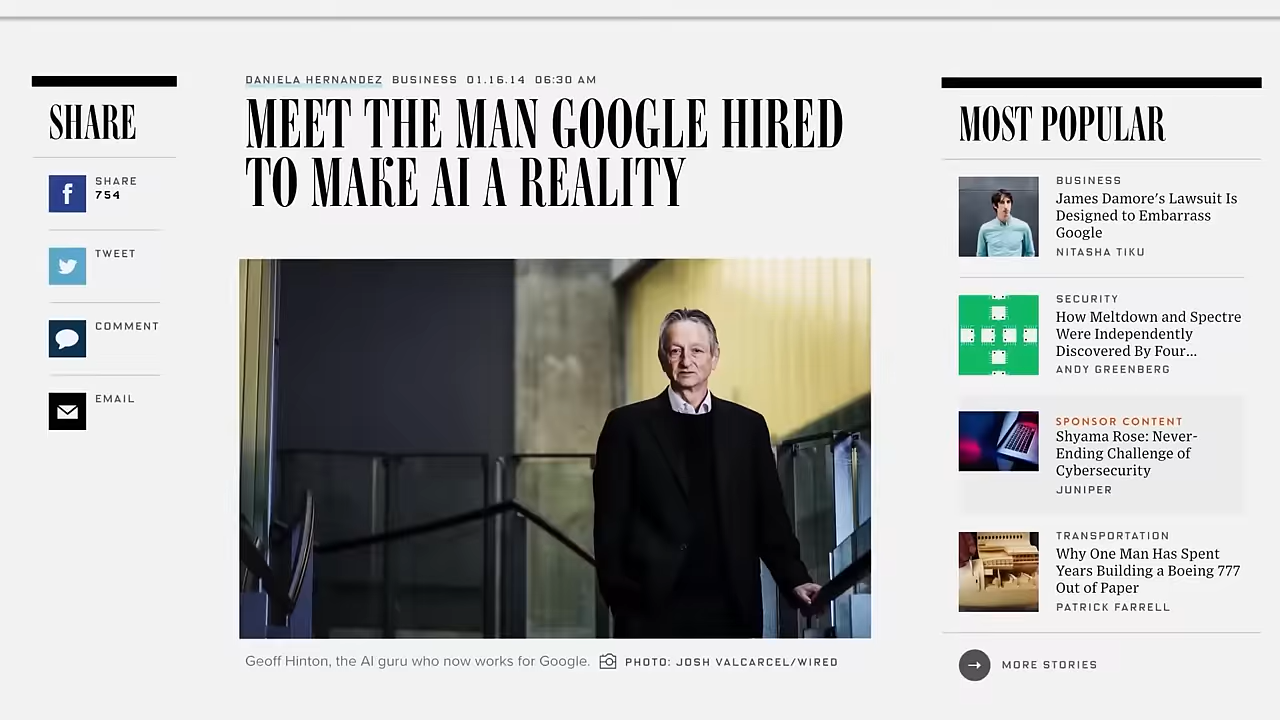 SHARE
SHARE
754
TWEET
COMMENT
EMAIL
DANIELA HERNANDEZ BUSINESS 01.16.14 06:30 AM
MEET THE MAN GOOGLE HIRED
TO MAKE AI A REALITY
Geoff Hinton, the AI guru who now works for Google. PHOTO: JOSH VALCARCEL/WIRED
MOST POPULAR
BUSINESS
James Damore's Lawsuit Is
Designed to Embarrass
Google
NITASHA TIKU
SECURITY
How Meltdown and Spectre
Were Independently
Discovered By Four...
ANDY GREENBERG
SPONSOR CONTENT
Shyama Rose: Never-
Ending Challenge of
Cybersecurity
JUNIPER
TRANSPORTATION
Why One Man Has Spent
Years Building a Boeing 777
Out of Paper
PATRICK FARRELL
MORE STORIES